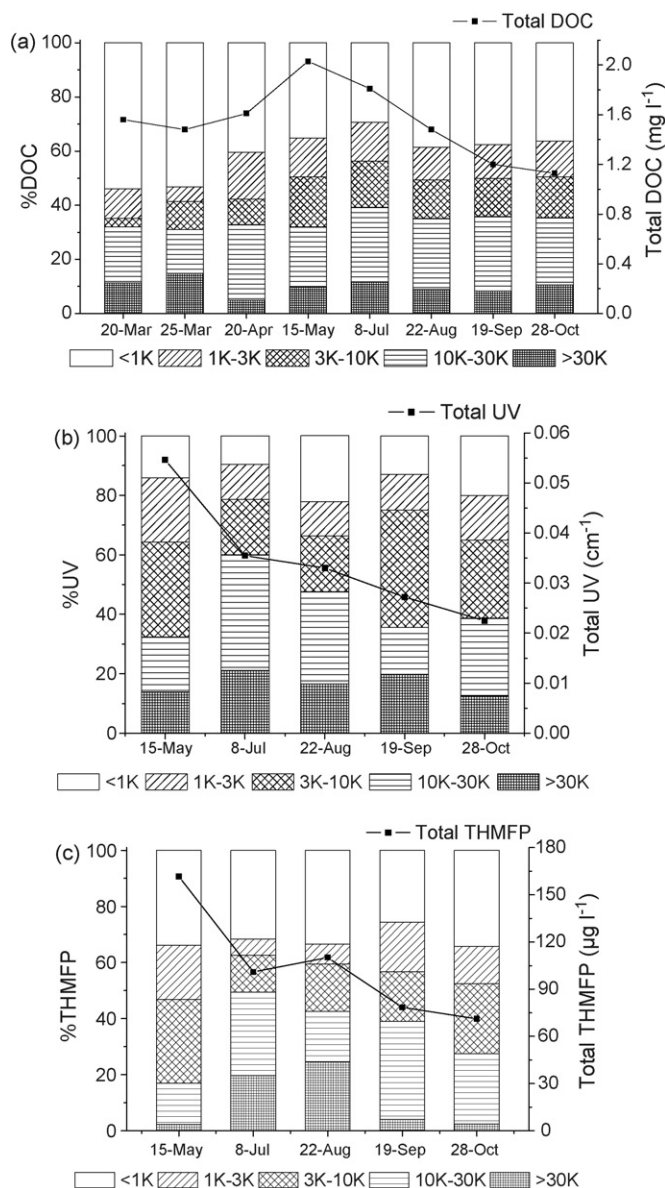 (a) Total DOC
100
80
60
40
20
0
%DOC
2.0
1.6
1.2
0.8
0.4
0.0
Total DOC (mg l⁻¹)
20-Mar 25-Mar 20-Apr 15-May 8-Jul 22-Aug 19-Sep 28-Oct
<1K 1K-3K 3K-10K 10K-30K >30K
(b) Total UV
100
80
60
40
20
0
%UV
0.06
0.05
0.04
0.03
0.02
0.01
0.00
Total UV (cm⁻¹)
15-May 8-Jul 22-Aug 19-Sep 28-Oct
<1K 1K-3K 3K-10K 10K-30K >30K
(c) Total THMFP
100
80
60
40
20
0
%THMFP
180
150
120
90
60
30
0
Total THMFP (µg l⁻¹)
15-May 8-Jul 22-Aug 19-Sep 28-Oct
<1K 1K-3K 3K-10K 10K-30K >30K